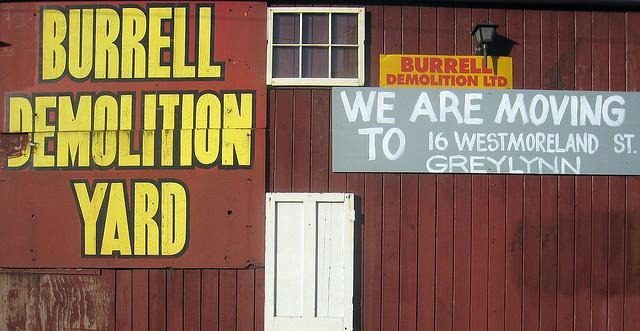 BURRELL
DEMOLITION
YARD
BURRELL
DEMOLITION LTD
WE ARE MOVING
TO 16 WESTMORELAND ST.
GREYLYNN